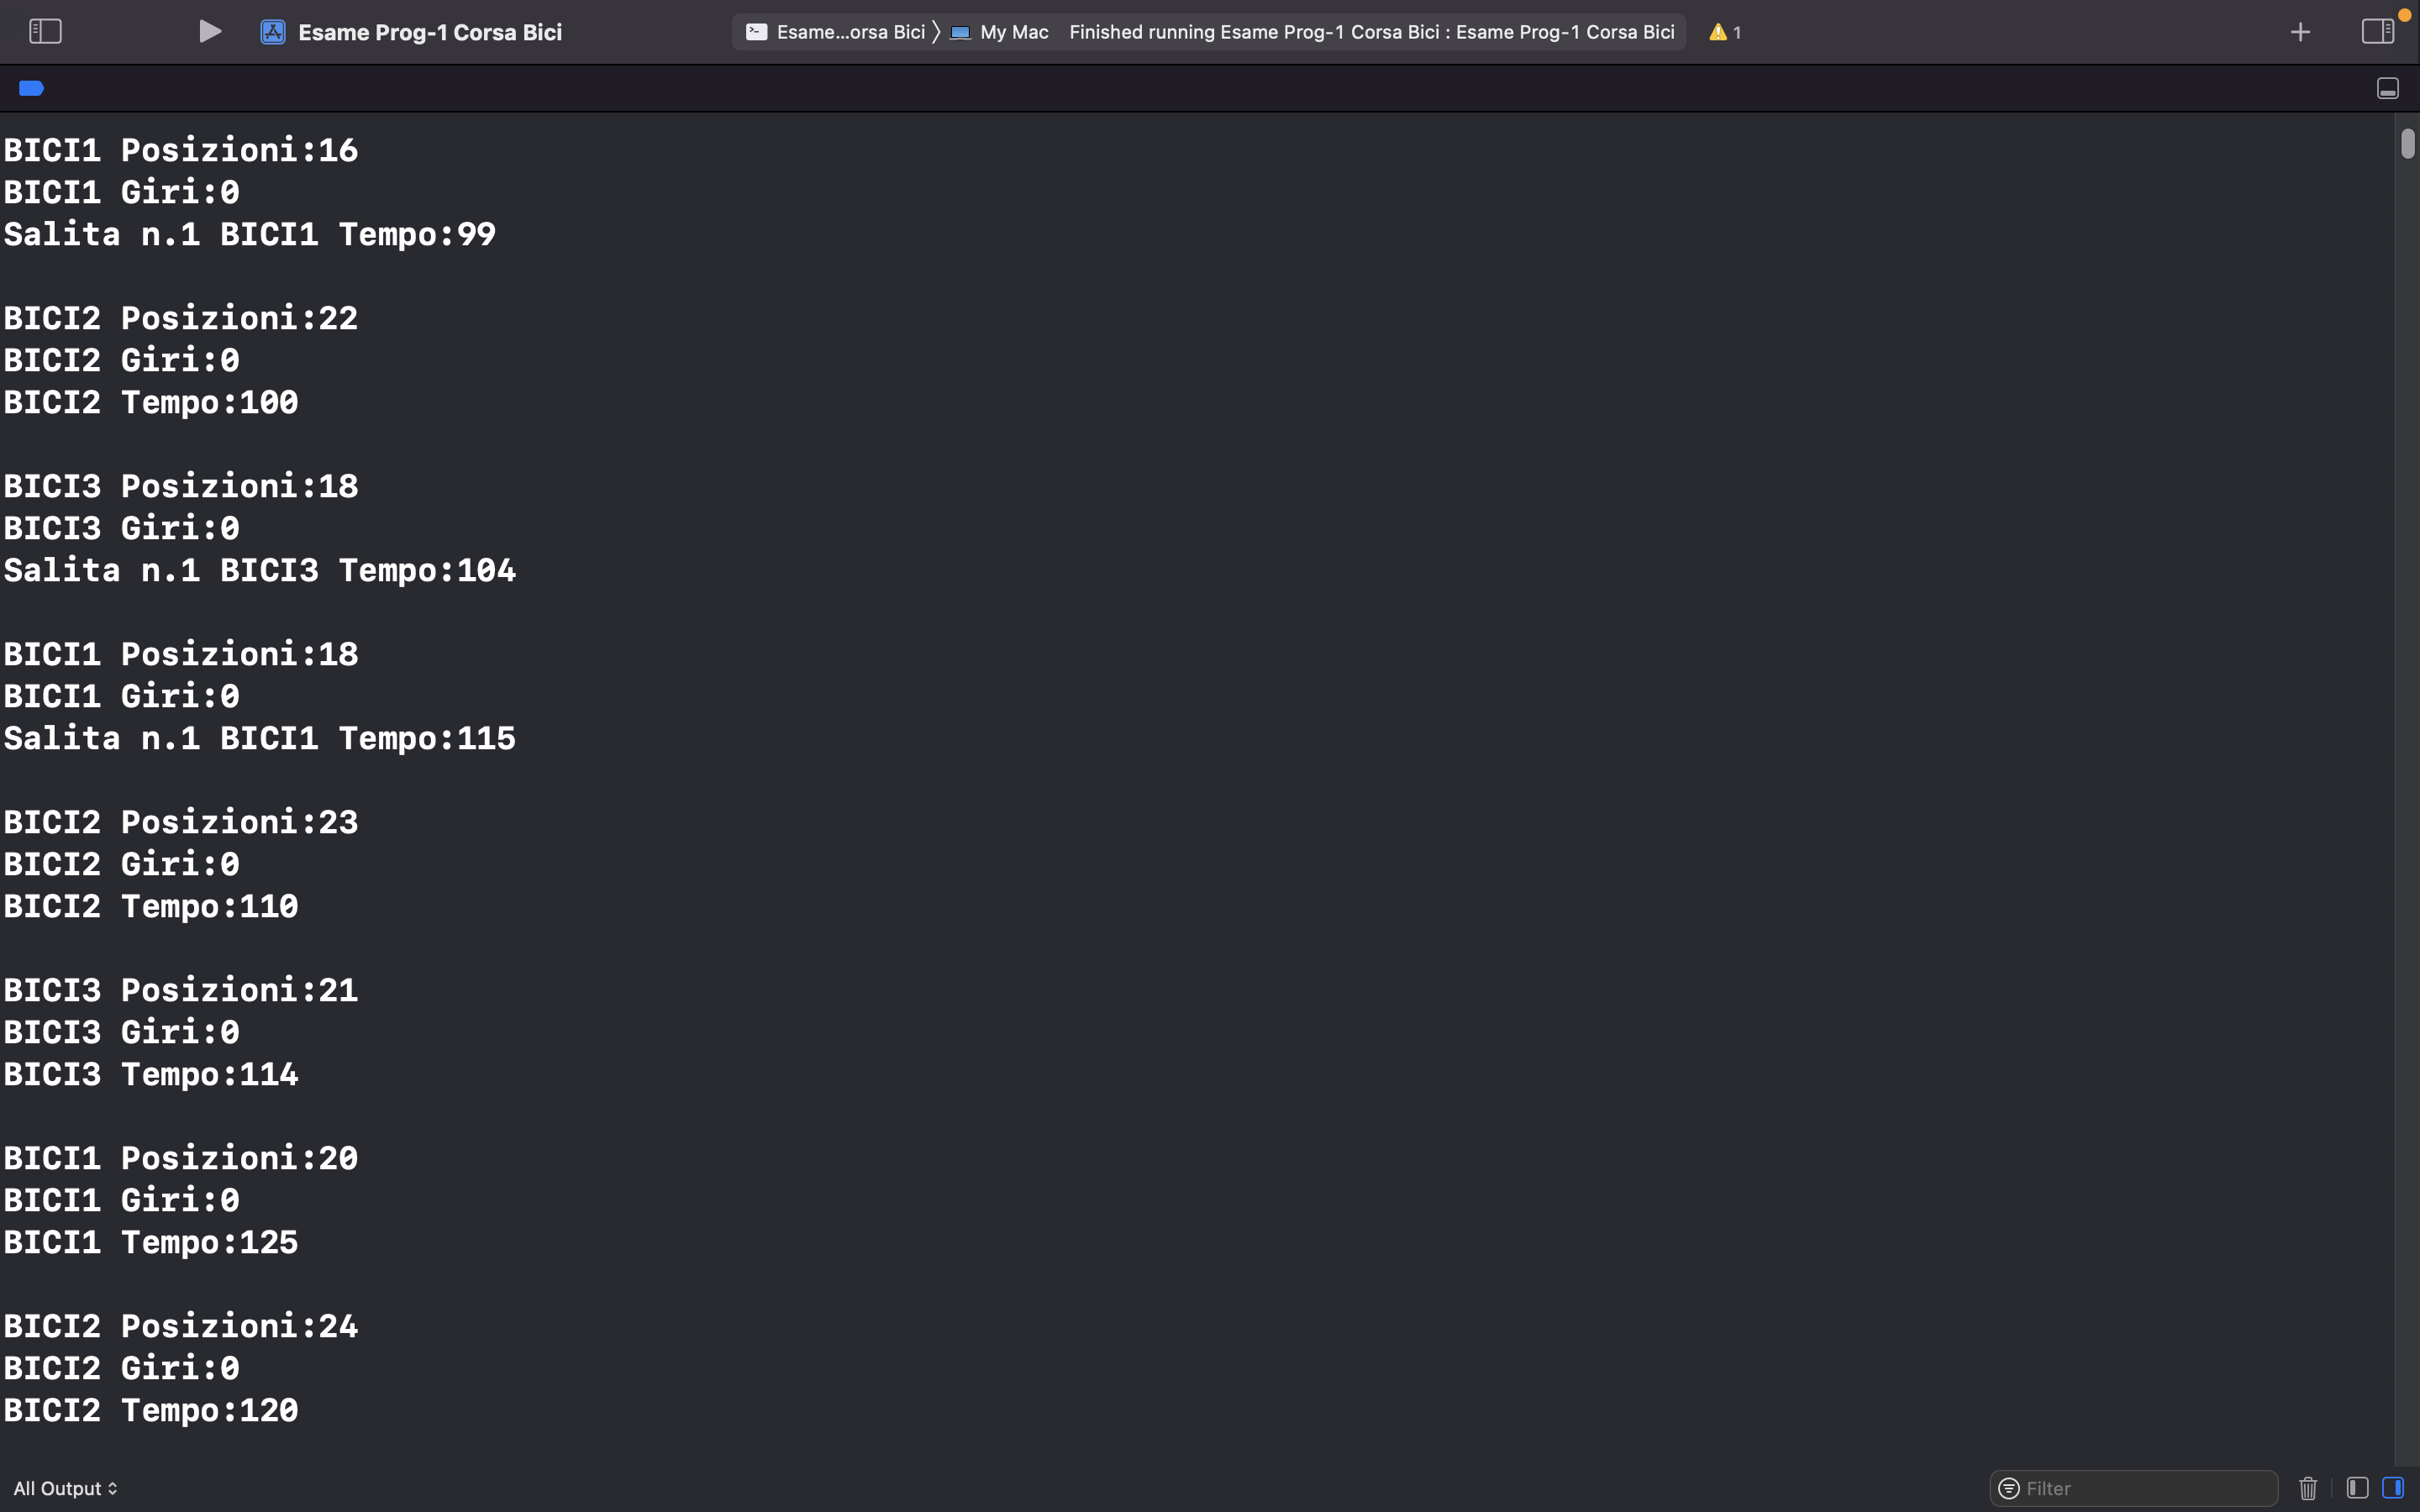 Esame Prog-1 Corsa Bici
Esame...orsa Bici 〉 My Mac Finished running Esame Prog-1 Corsa Bici : Esame Prog-1 Corsa Bici
1
BICI1 Posizioni:16
BICI1 Giri:0
Salita n.1 BICI1 Tempo:99
BICI2 Posizioni:22
BICI2 Giri:0
BICI2 Tempo:100
BICI3 Posizioni:18
BICI3 Giri:0
Salita n.1 BICI3 Tempo:104
BICI1 Posizioni:18
BICI1 Giri:0
Salita n.1 BICI1 Tempo:115
BICI2 Posizioni:23
BICI2 Giri:0
BICI2 Tempo:110
BICI3 Posizioni:21
BICI3 Giri:0
BICI3 Tempo:114
BICI1 Posizioni:20
BICI1 Giri:0
BICI1 Tempo:125
BICI2 Posizioni:24
BICI2 Giri:0
BICI2 Tempo:120
All Output
Filter